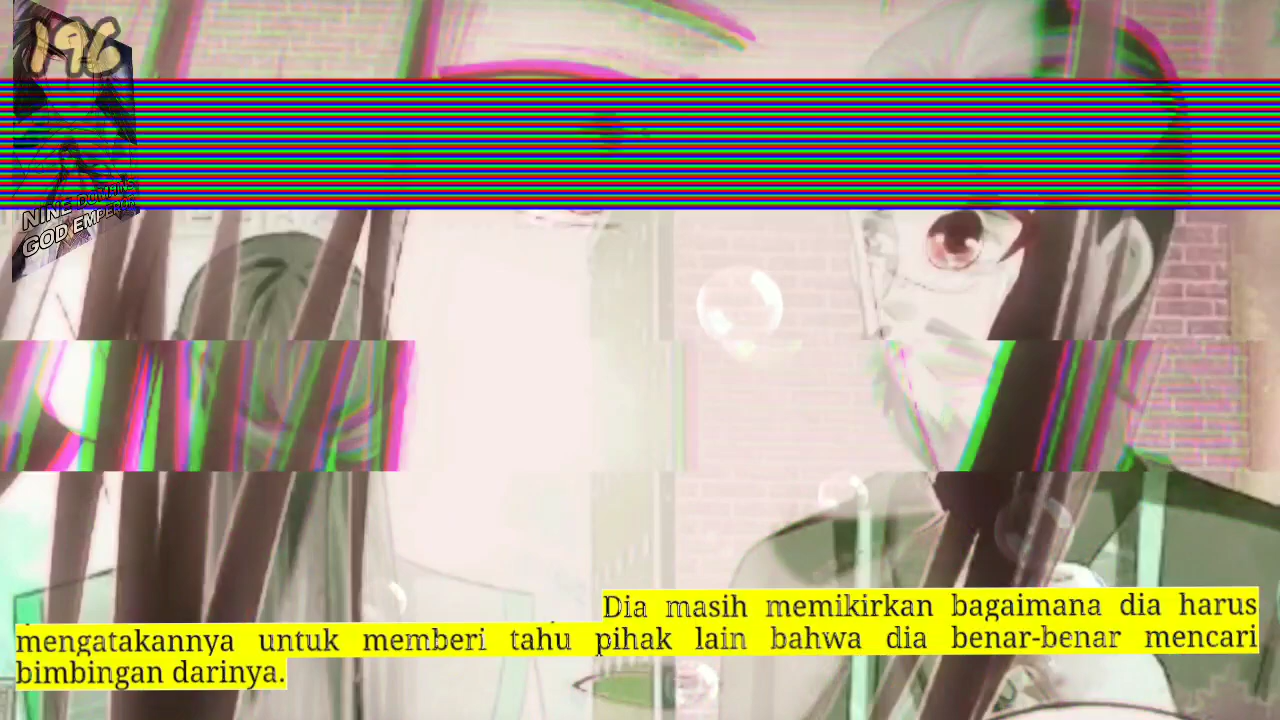 196
NINE DOMAINS
GOD EMPEROR
Dia masih memikirkan bagaimana dia harus
mengatakannya untuk memberi tahu pihak lain bahwa dia benar-benar mencari
bimbingan darinya.